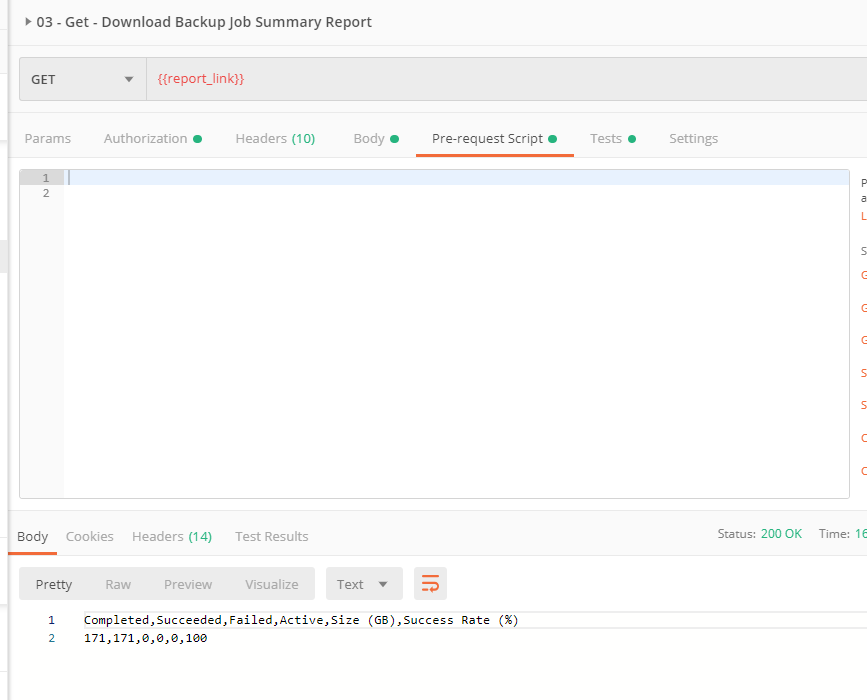 03 - Get - Download Backup Job Summary Report
GET {{report_link}}
Params Authorization Headers (10) Body Pre-request Script Tests Settings
1
2
Body Cookies Headers (14) Test Results Status: 200 OK Time: 16
Pretty Raw Preview Visualize Text
1 Completed,Succeeded,Failed,Active,Size (GB),Success Rate (%)
2 171,171,0,0,0,100